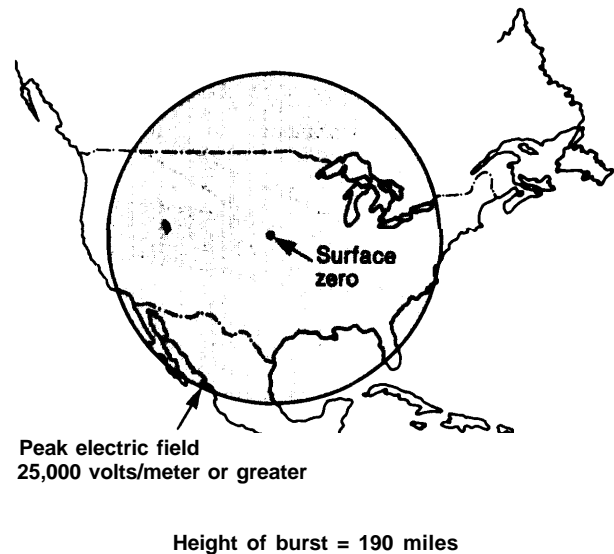 Surface
zero
Peak electric field
25,000 volts/meter or greater
Height of burst = 190 miles